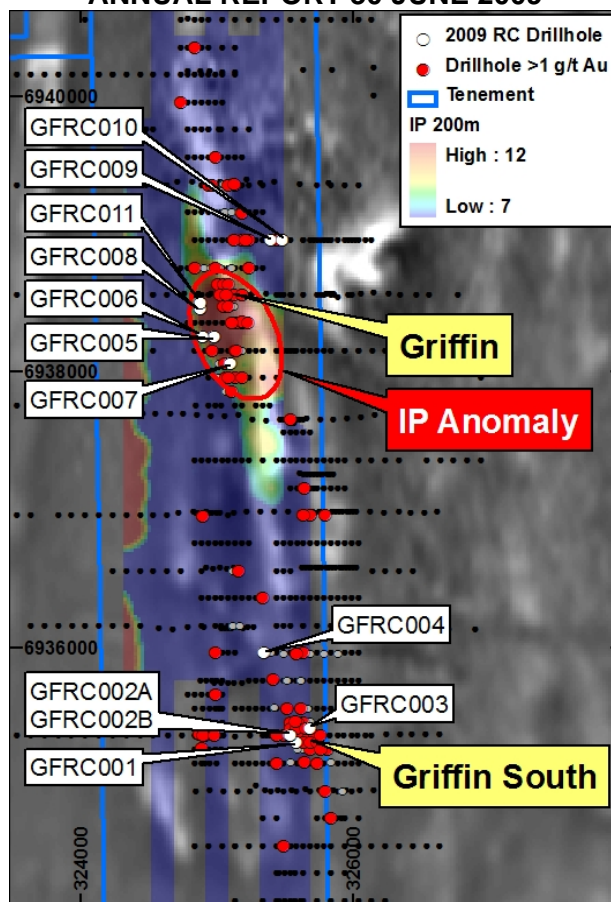 ANNUAL REPORT 30 JUNE 2009
2009 RC Drillhole
Drillhole >1 g/t Au
Tenement
IP 200m
High : 12
Low : 7
6940000
GFRC010
GFRC009
GFRC011
GFRC008
GFRC006
GFRC005
GFRC007
Griffin
6938000
IP Anomaly
GFRC004
6936000
GFRC002A
GFRC002B
GFRC003
GFRC001
Griffin South
324000
326000